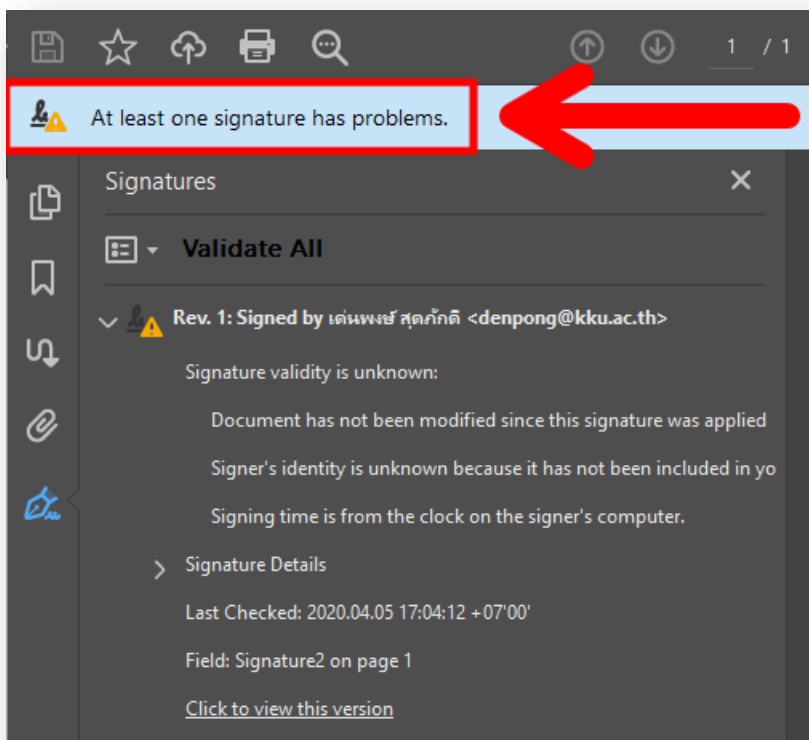 1 / 1
At least one signature has problems.
Signatures
Validate All
Rev. 1: Signed by เด่นพงษ์ สุดภักดี <denpong@kku.ac.th>
Signature validity is unknown:
Document has not been modified since this signature was applied
Signer's identity is unknown because it has not been included in yo
Signing time is from the clock on the signer's computer.
Signature Details
Last Checked: 2020.04.05 17:04:12 +07'00'
Field: Signature2 on page 1
Click to view this version